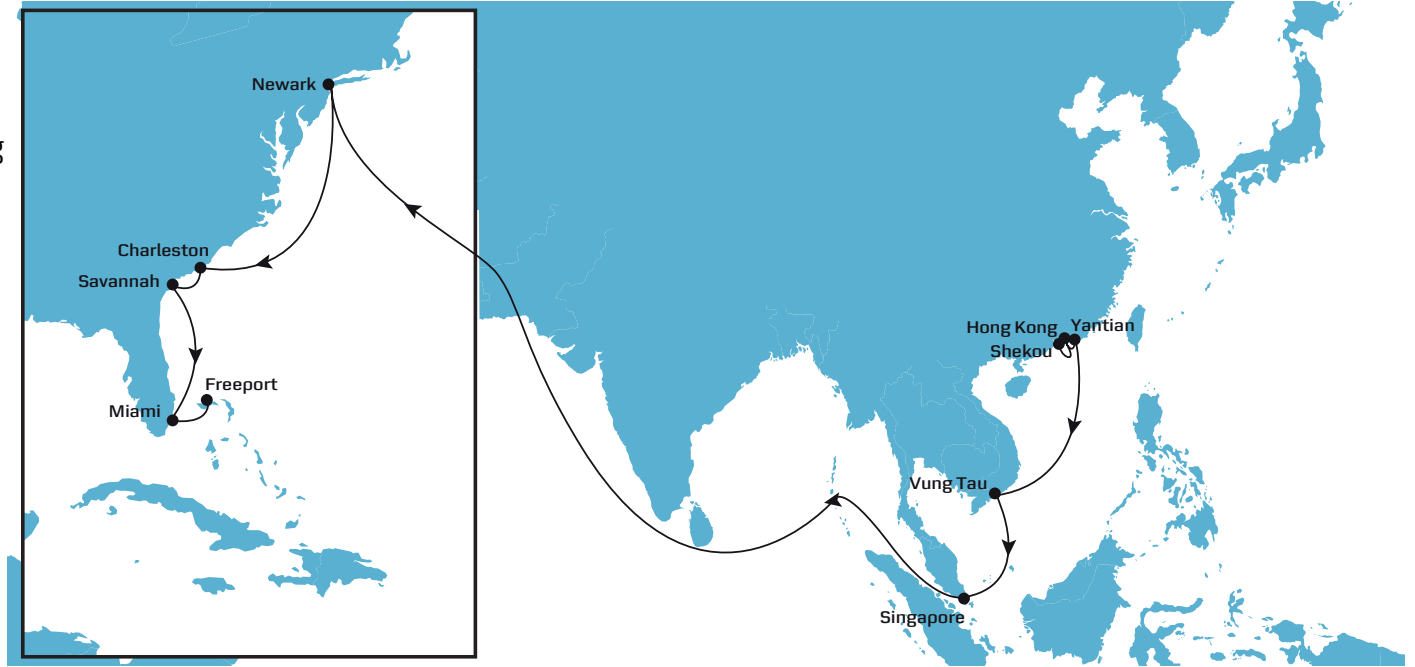 Newark
g
Charleston
Savannah
Freeport
Miami
Hong Kong
Yantian
Shekou
Vung Tau
Singapore